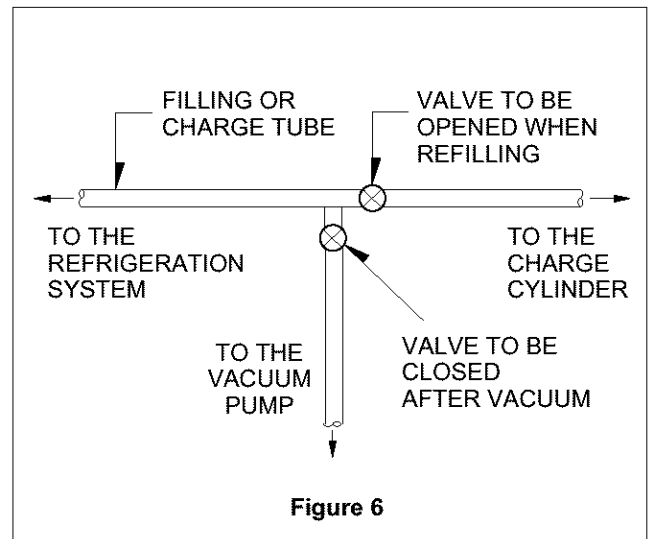 FILLING OR
CHARGE TUBE
VALVE TO BE
OPENED WHEN
REFILLING
TO THE
REFRIGERATION
SYSTEM
TO THE
CHARGE
CYLINDER
TO THE
VACUUM
PUMP
VALVE TO BE
CLOSED
AFTER VACUUM
Figure 6